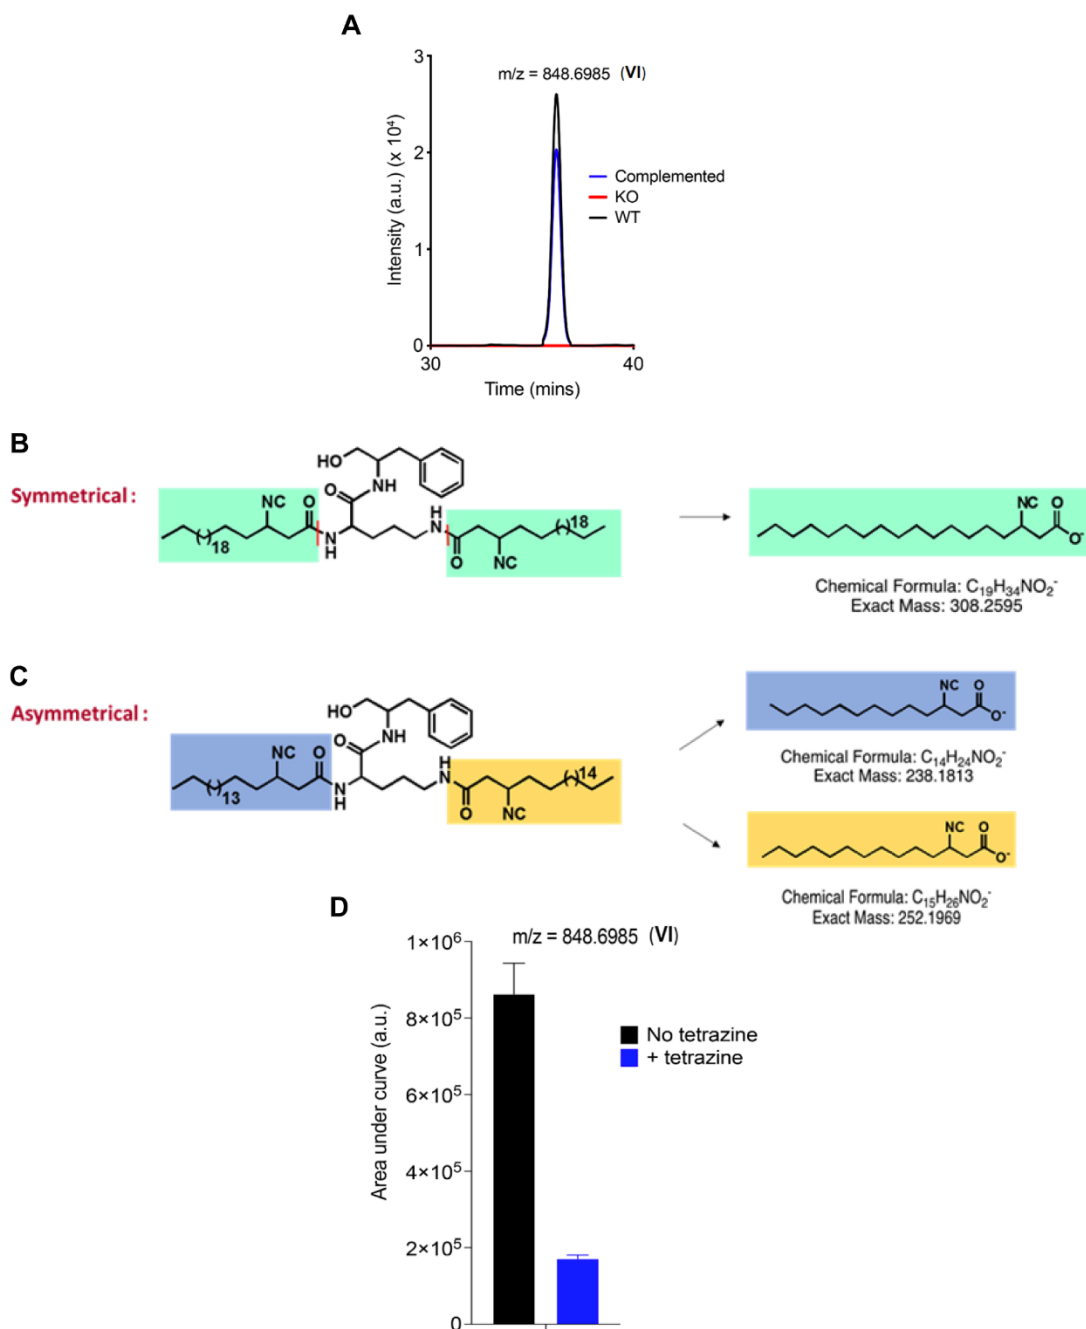 A
3
m/z = 848.6985 (VI)
2
1
0
Intensity (a.u.) (x 10⁴)
Complemented
KO
WT
30
40
Time (mins)
B
Symmetrical :
NC
O
( )
18
N
H
HO
O
NH
H
N
O
NC
( )
18
NC
O
O⁻
Chemical Formula: C₁₉H₃₄NO₂⁻
Exact Mass: 308.2595
C
Asymmetrical :
NC
O
( )
13
N
H
HO
O
NH
H
N
O
NC
( )
14
NC
O
O⁻
Chemical Formula: C₁₄H₂₄NO₂⁻
Exact Mass: 238.1813
NC
O
O⁻
Chemical Formula: C₁₅H₂₆NO₂⁻
Exact Mass: 252.1969
D
m/z = 848.6985 (VI)
1×10⁶
8×10⁵
6×10⁵
4×10⁵
2×10⁵
0
Area under curve (a.u.)
No tetrazine
+ tetrazine